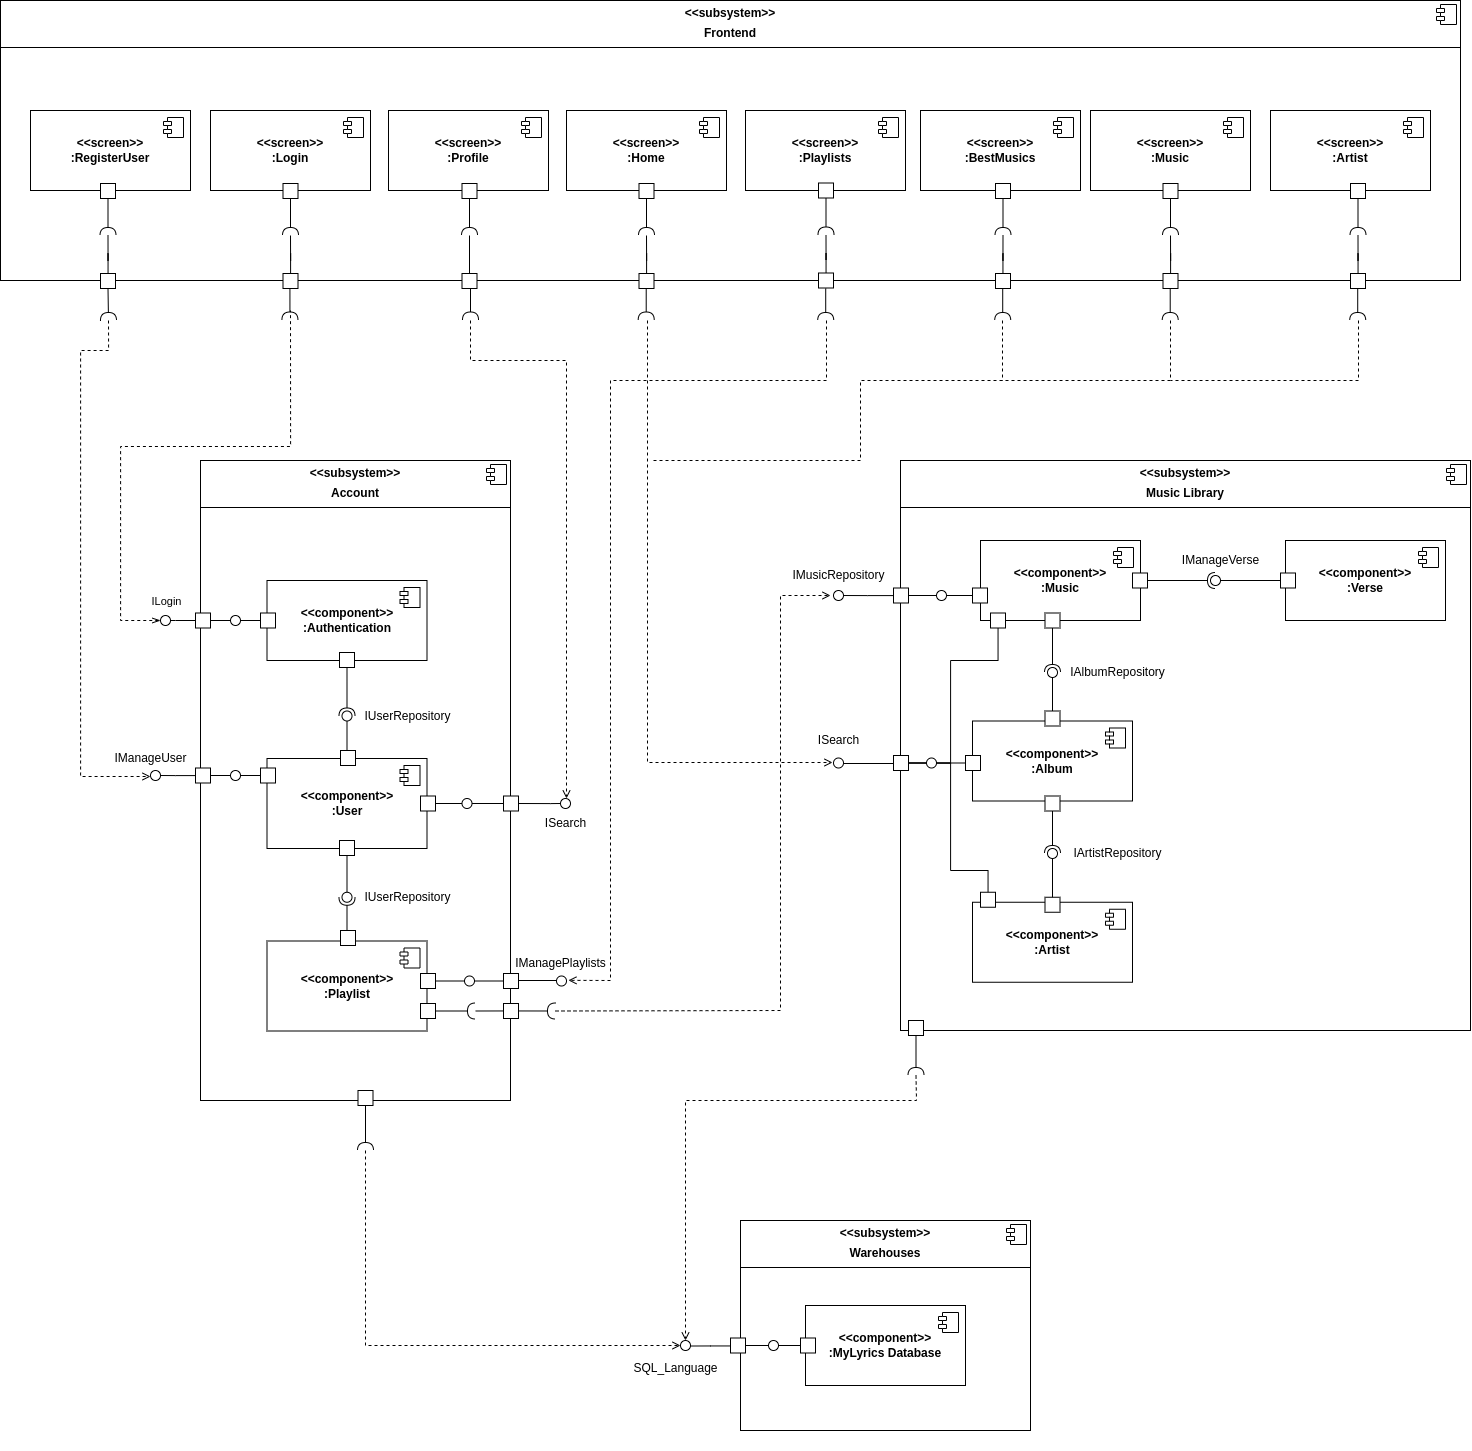 <<subsystem>>
Frontend
<<screen>>
:RegisterUser
<<screen>>
:Login
<<screen>>
:Profile
<<screen>>
:Home
<<screen>>
:Playlists
<<screen>>
:BestMusics
<<screen>>
:Music
<<screen>>
:Artist
<<subsystem>>
Account
<<subsystem>>
Music Library
ILogin
<<component>>
:Authentication
IUserRepository
IManageUser
<<component>>
:User
ISearch
IUserRepository
<<component>>
:Playlist
IManagePlaylists
IMusicRepository
<<component>>
:Music
IManageVerse
<<component>>
:Verse
IAlbumRepository
ISearch
<<component>>
:Album
IArtistRepository
<<component>>
:Artist
<<subsystem>>
Warehouses
<<component>>
:MyLyrics Database
SQL_Language